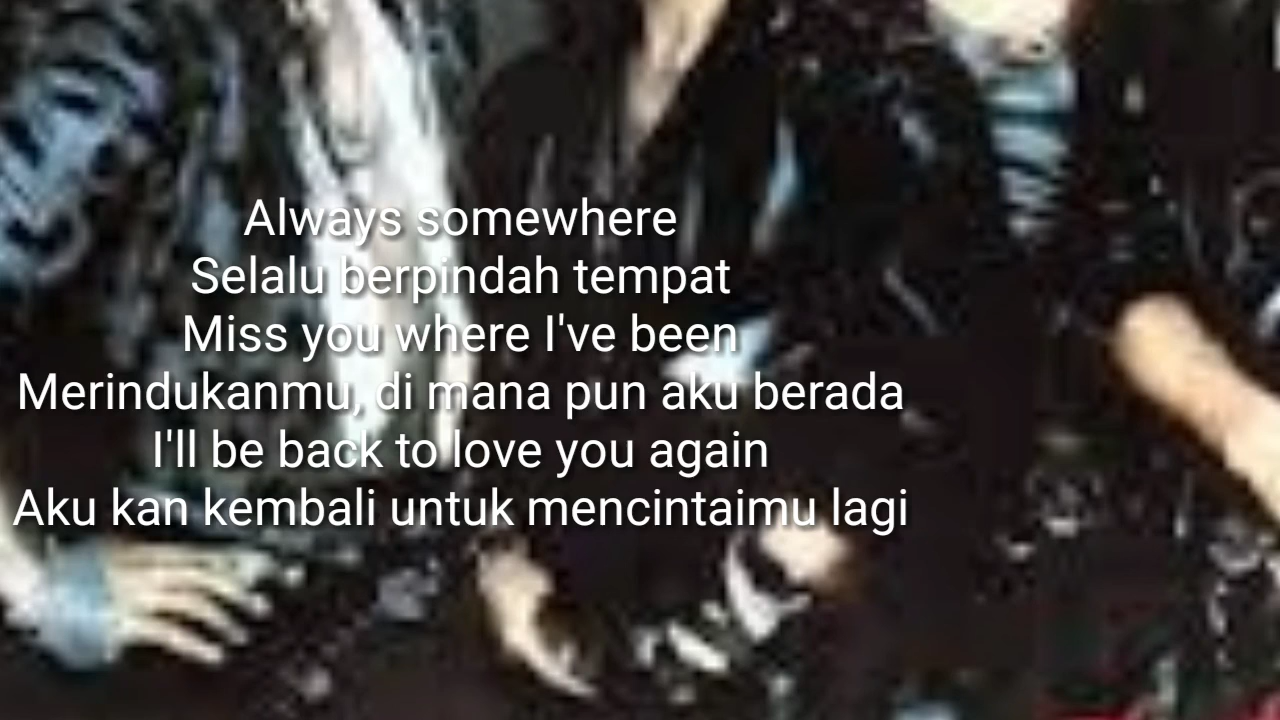 Always somewhere
Selalu berpindah tempat
Miss you where I've been
Merindukanmu, di mana pun aku berada
I'll be back to love you again
Aku kan kembali untuk mencintaimu lagi